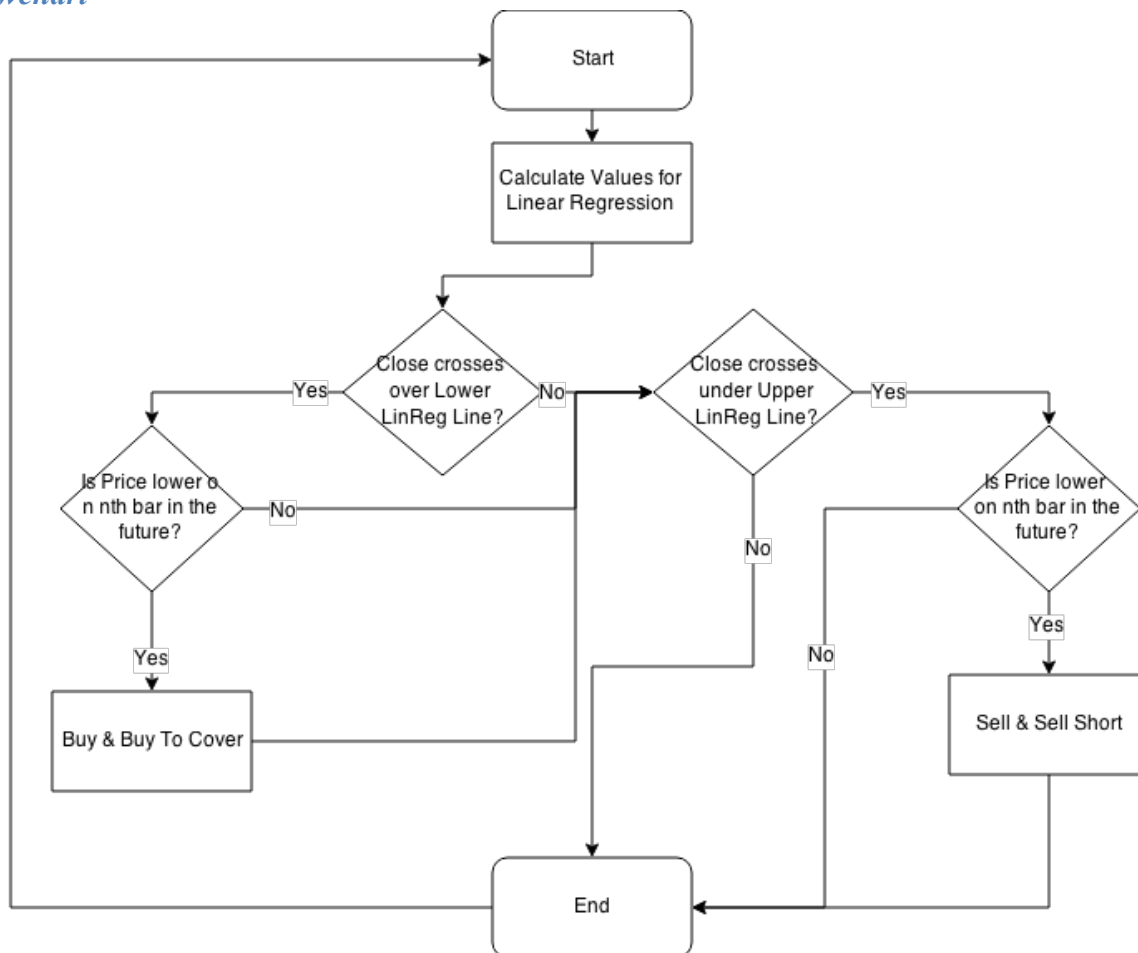 Start
Calculate Values for
Linear Regression
Close crosses
over Lower
LinReg Line?
Close crosses
under Upper
LinReg Line?
Yes
No
Yes
Is Price lower o
n nth bar in the
future?
No
Is Price lower
on nth bar in the
future?
No
Yes
Yes
No
Buy & Buy To Cover
Sell & Sell Short
End